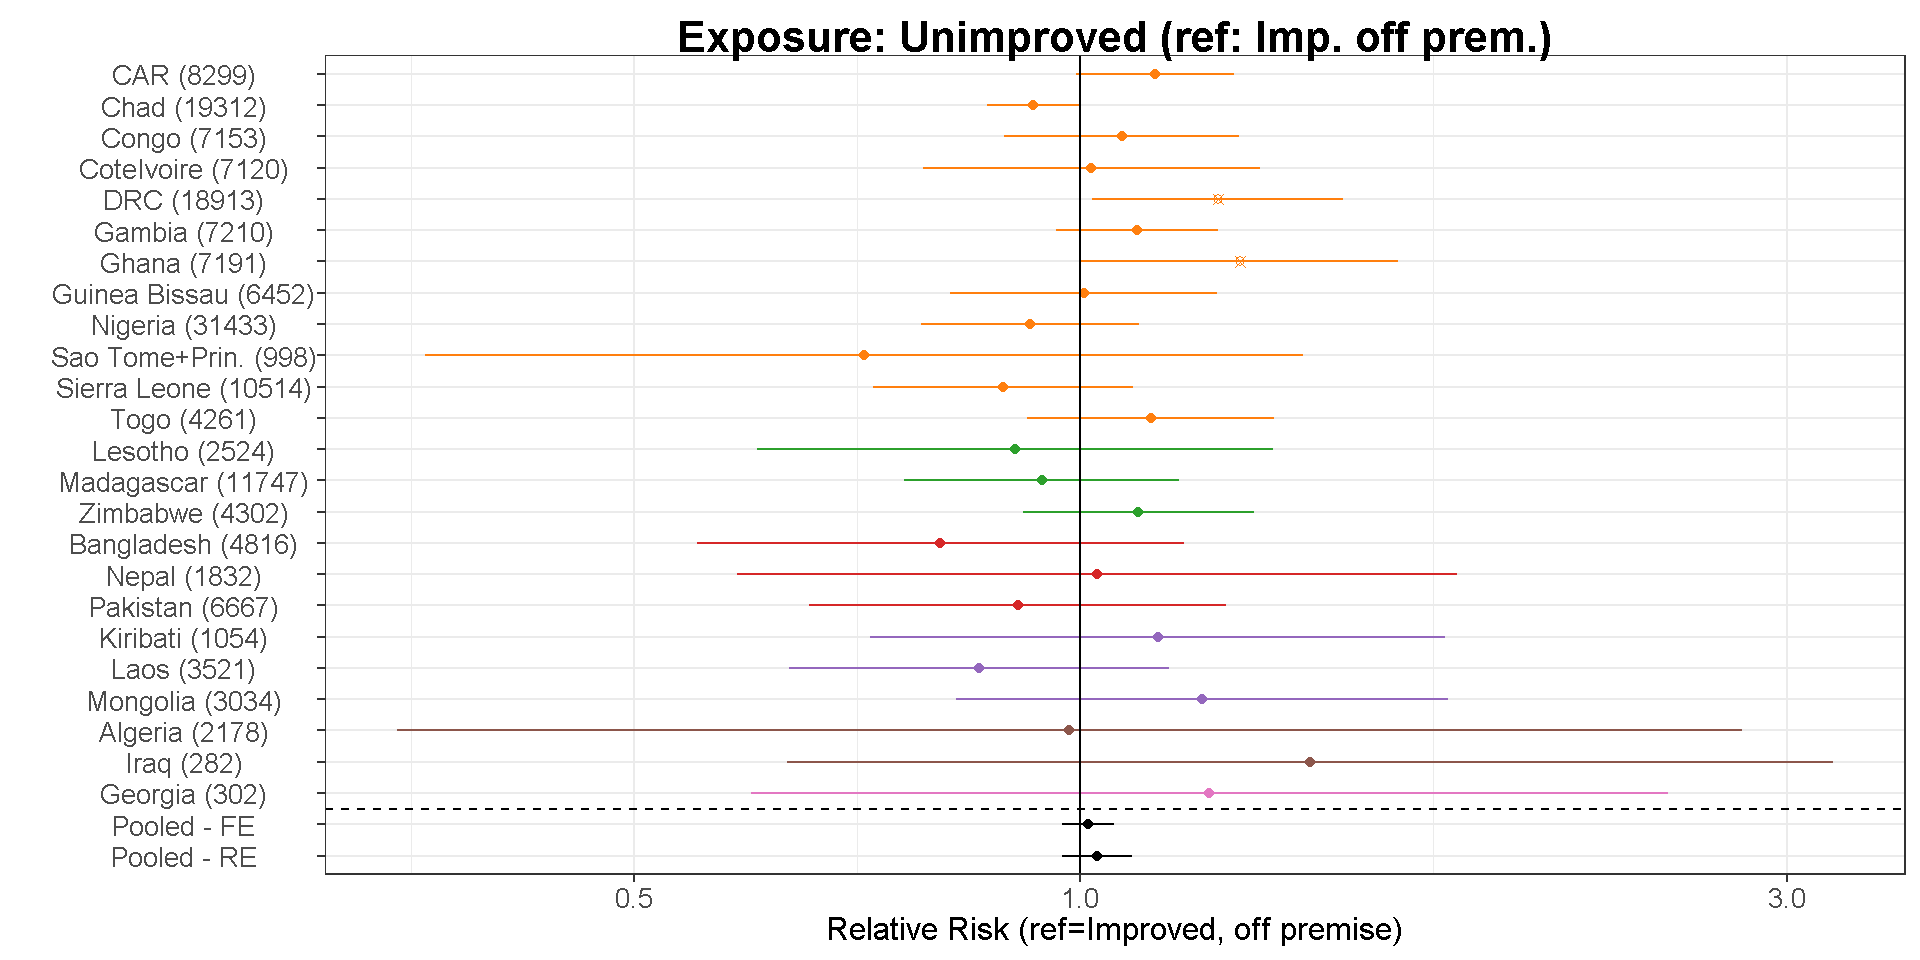 Exposure: Unimproved (ref: Imp. off prem.)
CAR (8299)
Chad (19312)
Congo (7153)
CoteIvoire (7120)
DRC (18913)
Gambia (7210)
Ghana (7191)
Guinea Bissau (6452)
Nigeria (31433)
Sao Tome+Prin. (998)
Sierra Leone (10514)
Togo (4261)
Lesotho (2524)
Madagascar (11747)
Zimbabwe (4302)
Bangladesh (4816)
Nepal (1832)
Pakistan (6667)
Kiribati (1054)
Laos (3521)
Mongolia (3034)
Algeria (2178)
Iraq (282)
Georgia (302)
Pooled - FE
Pooled - RE
0.5 1.0 3.0
Relative Risk (ref=Improved, off premise)